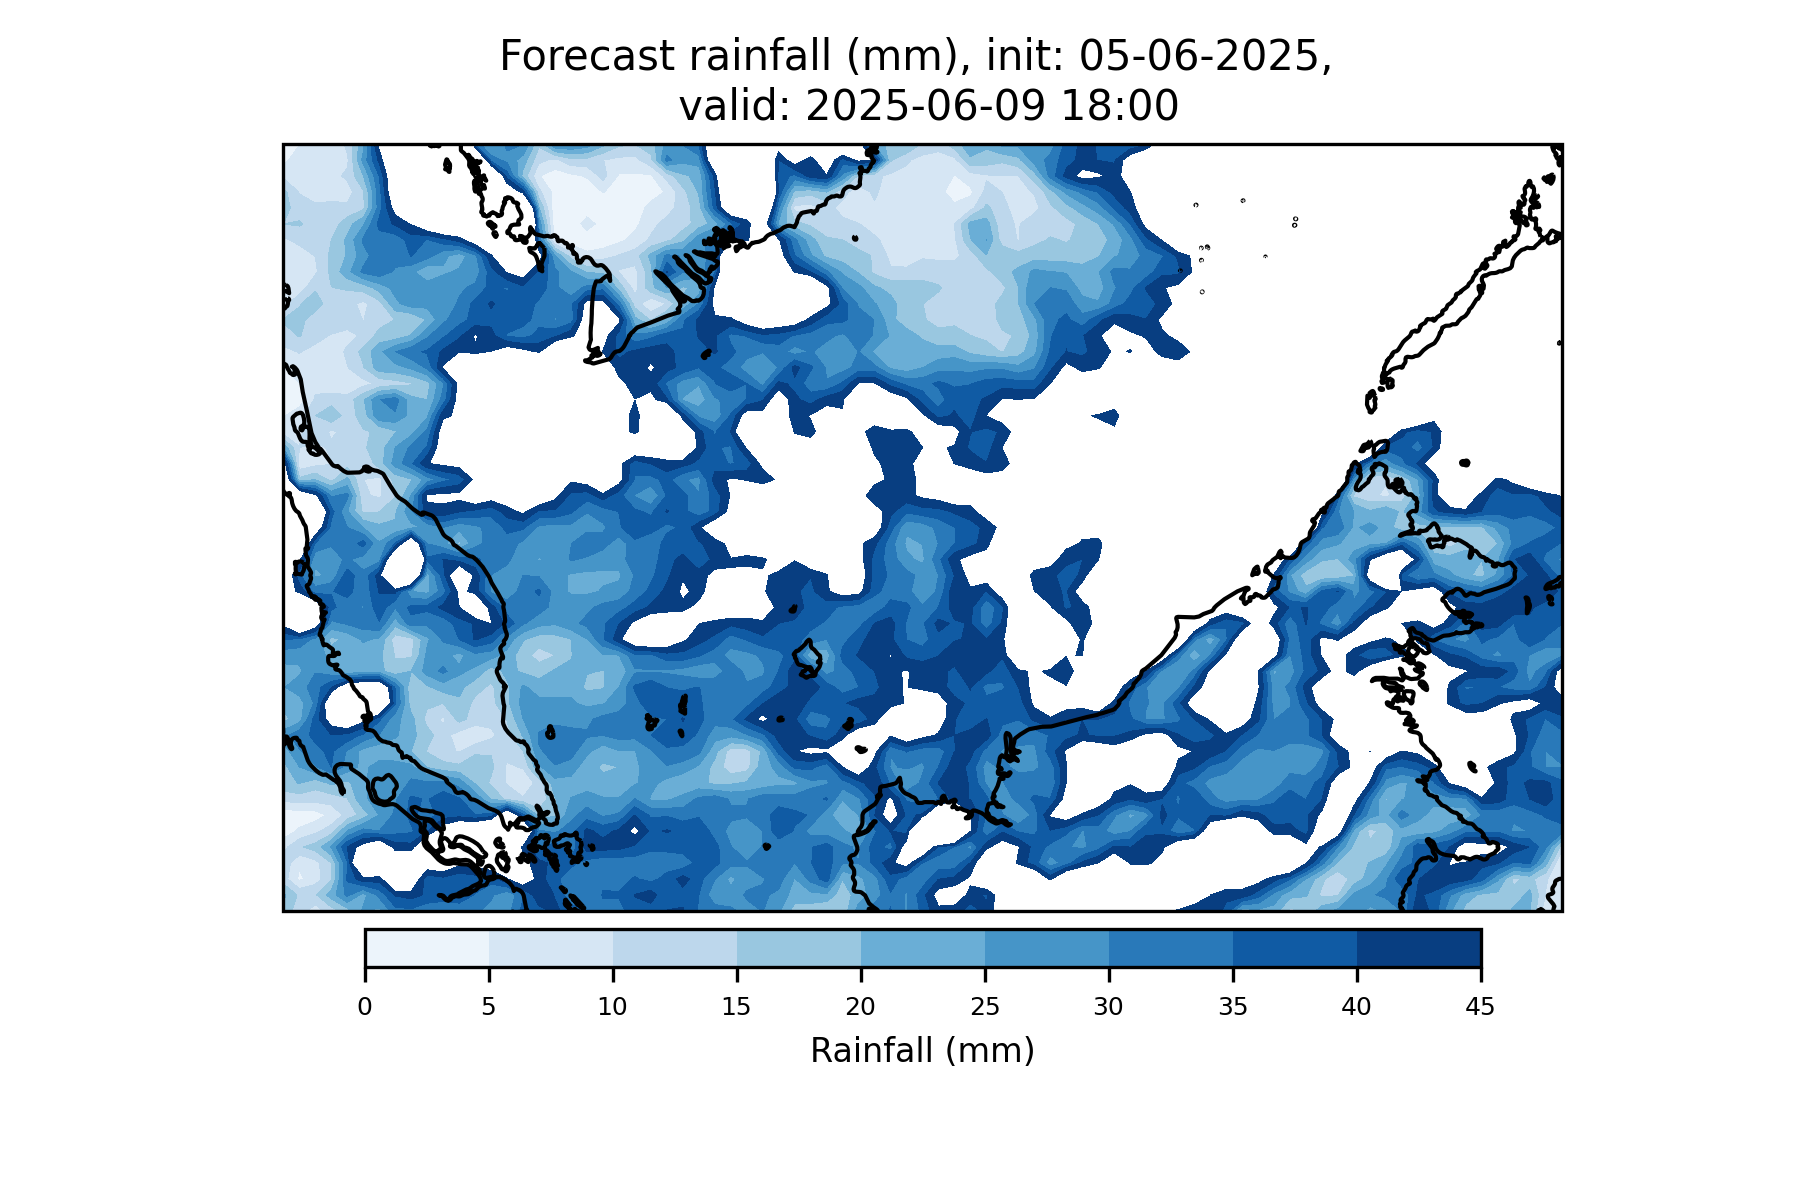 Forecast rainfall (mm), init: 05-06-2025,
valid: 2025-06-09 18:00
0 5 10 15 20 25 30 35 40 45
Rainfall (mm)